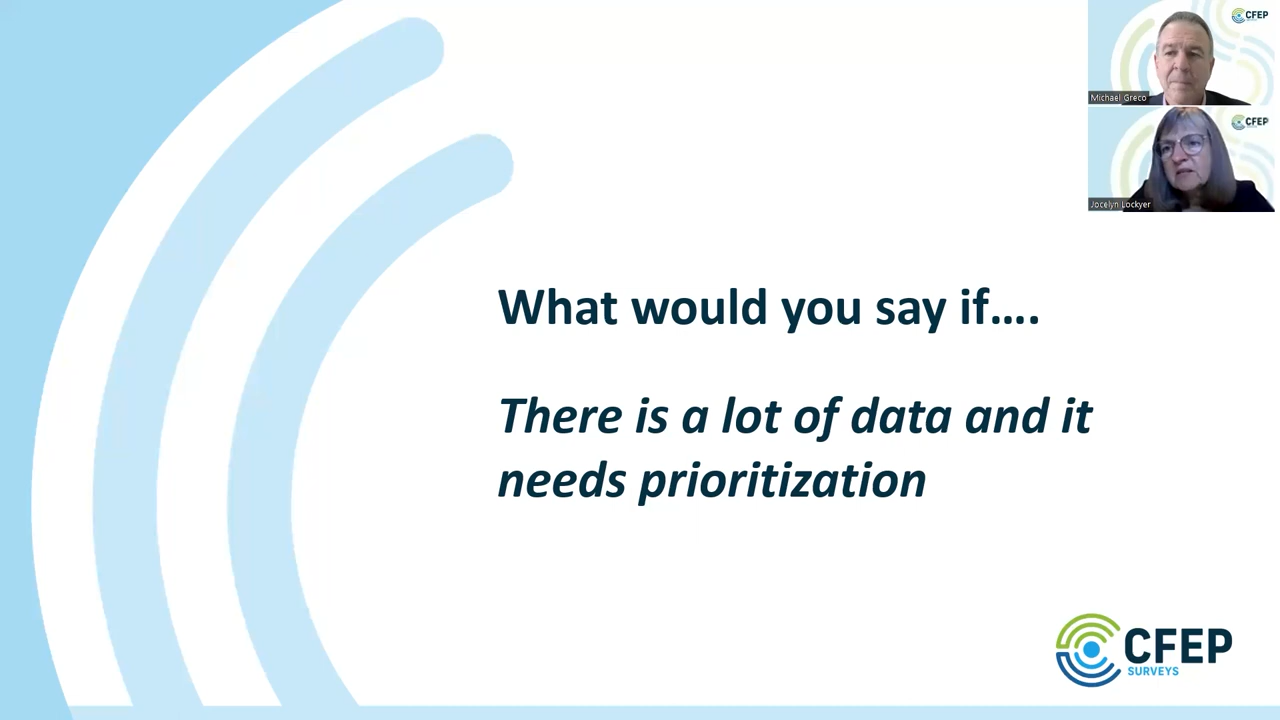 CFEP
Michael Greco
CFEP
Jocelyn Lockyer
What would you say if....
There is a lot of data and it
needs prioritization
CFEP
SURVEYS